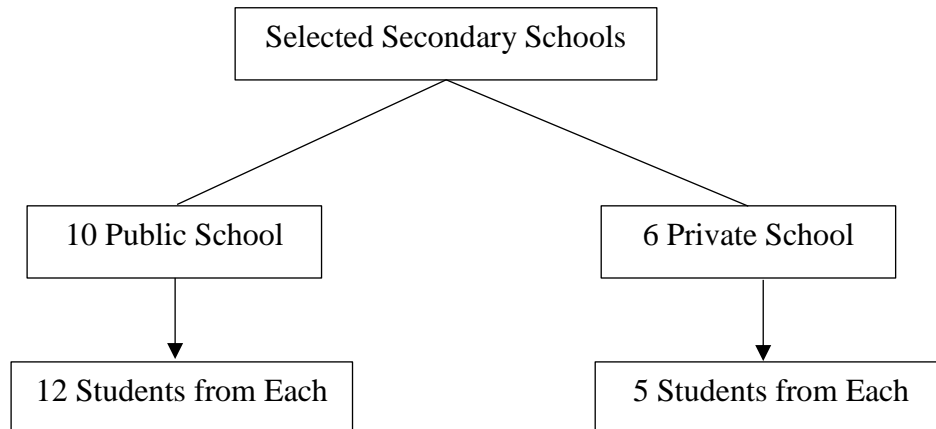 Selected Secondary Schools
10 Public School
6 Private School
12 Students from Each
5 Students from Each